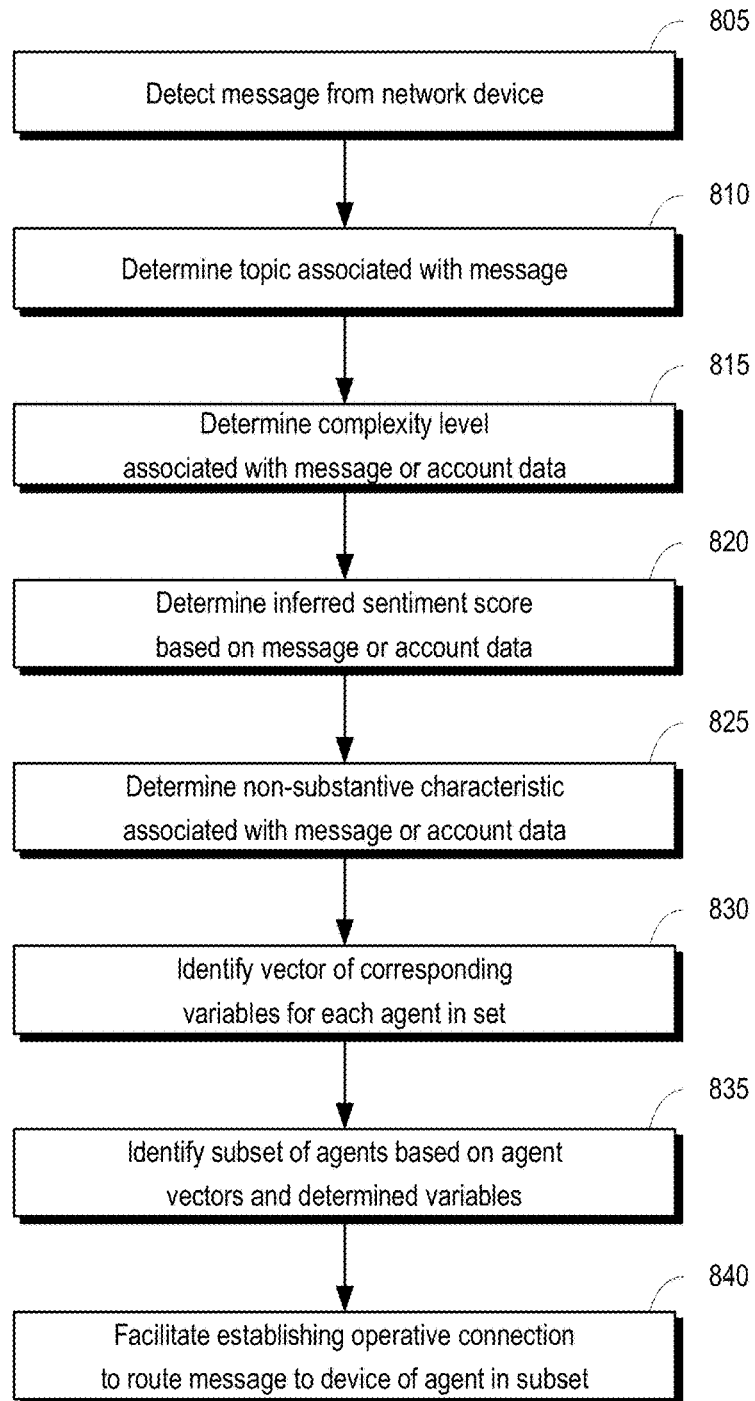 805
Detect message from network device
810
Determine topic associated with message
815
Determine complexity level
associated with message or account data
820
Determine inferred sentiment score
based on message or account data
825
Determine non-substantive characteristic
associated with message or account data
830
Identify vector of corresponding
variables for each agent in set
835
Identify subset of agents based on agent
vectors and determined variables
840
Facilitate establishing operative connection
to route message to device of agent in subset